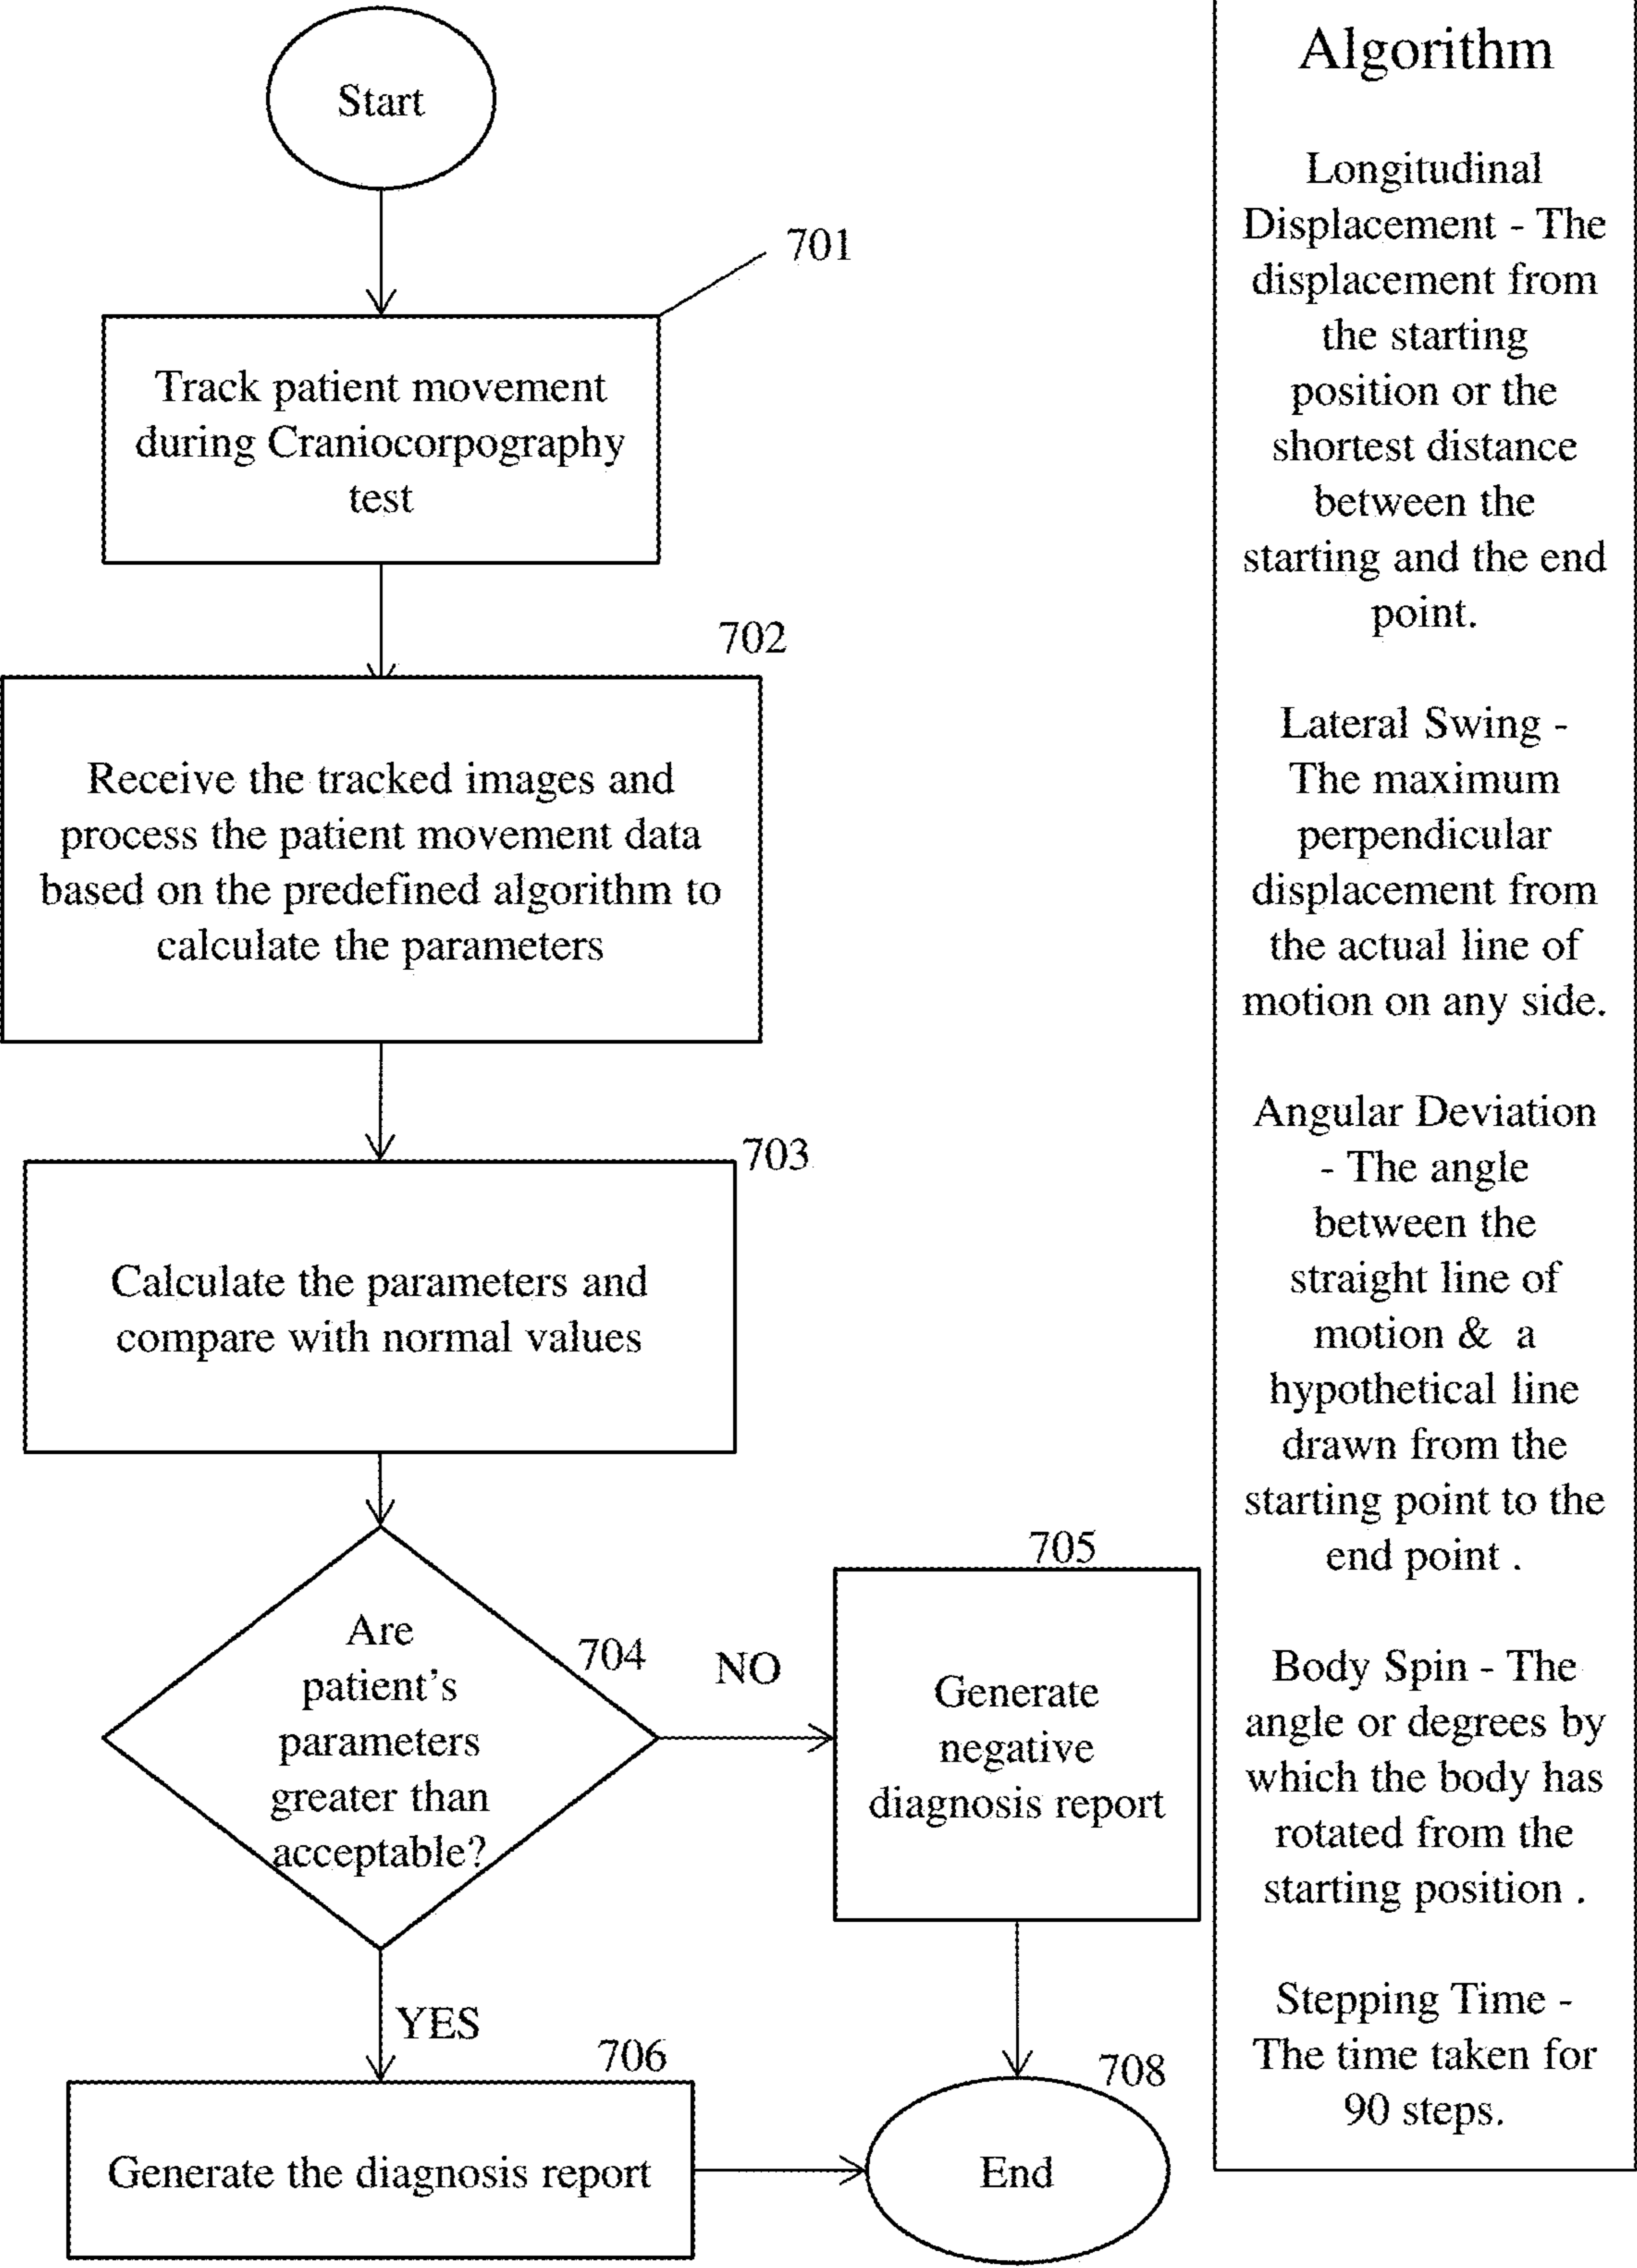 Start
701
Track patient movement
during Craniocorpography
test
702
Receive the tracked images and
process the patient movement data
based on the predefined algorithm to
calculate the parameters
703
Calculate the parameters and
compare with normal values
Are
patient's
parameters
greater than
acceptable?
704
NO
705
Generate
negative
diagnosis report
YES
706
Generate the diagnosis report
708
End
Algorithm
Longitudinal
Displacement - The
displacement from
the starting
position or the
shortest distance
between the
starting and the end
point.
Lateral Swing -
The maximum
perpendicular
displacement from
the actual line of
motion on any side.
Angular Deviation
- The angle
between the
straight line of
motion & a
hypothetical line
drawn from the
starting point to the
end point .
Body Spin - The
angle or degrees by
which the body has
rotated from the
starting position .
Stepping Time -
The time taken for
90 steps.